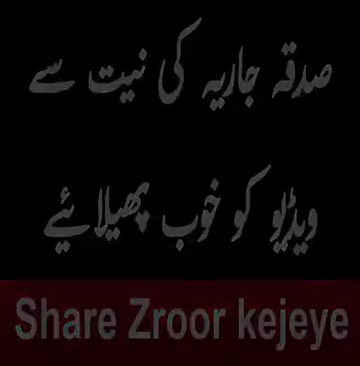 صدقہ جاریہ کی نیت سے
ویڈیو کو خوب پھیلائیے
Share Zroor kejeye